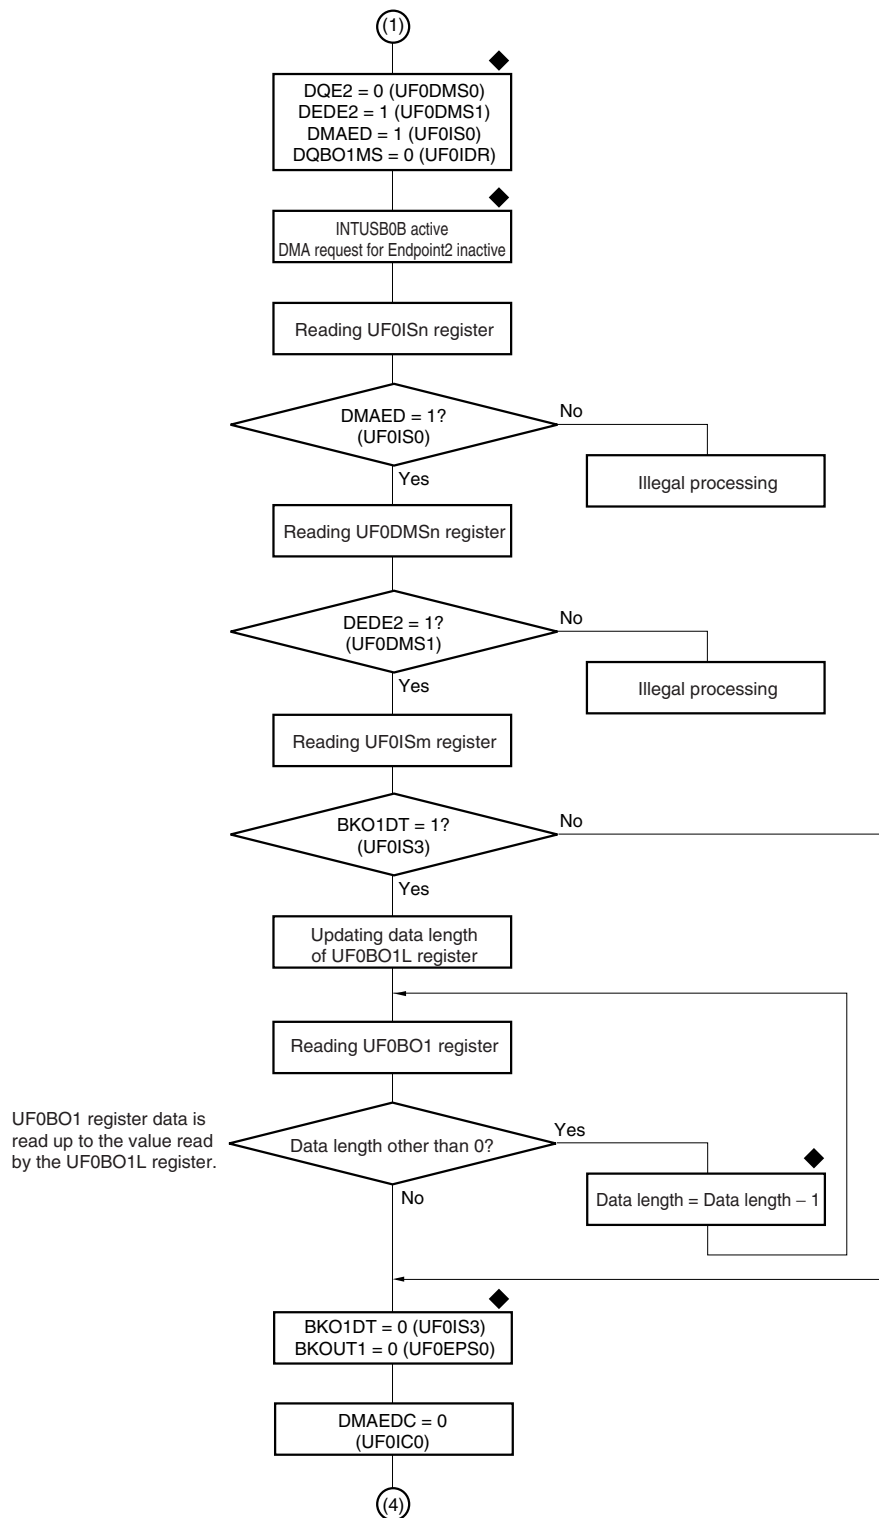 (1)
DQE2 = 0 (UF0DMS0)
DEDE2 = 1 (UF0DMS1)
DMAED = 1 (UF0IS0)
DQBO1MS = 0 (UF0IDR)
INTUSB0B active
DMA request for Endpoint2 inactive
Reading UF0ISn register
DMAED = 1?
(UF0IS0)
No
Illegal processing
Yes
Reading UF0DMSn register
DEDE2 = 1?
(UF0DMS1)
No
Illegal processing
Yes
Reading UF0ISm register
BKO1DT = 1?
(UF0IS3)
No
Yes
Updating data length
of UF0BO1L register
Reading UF0BO1 register
UF0BO1 register data is
read up to the value read
by the UF0BO1L register.
Data length other than 0?
Yes
Data length = Data length – 1
No
BKO1DT = 0 (UF0IS3)
BKOUT1 = 0 (UF0EPS0)
DMAEDC = 0
(UF0IC0)
(4)